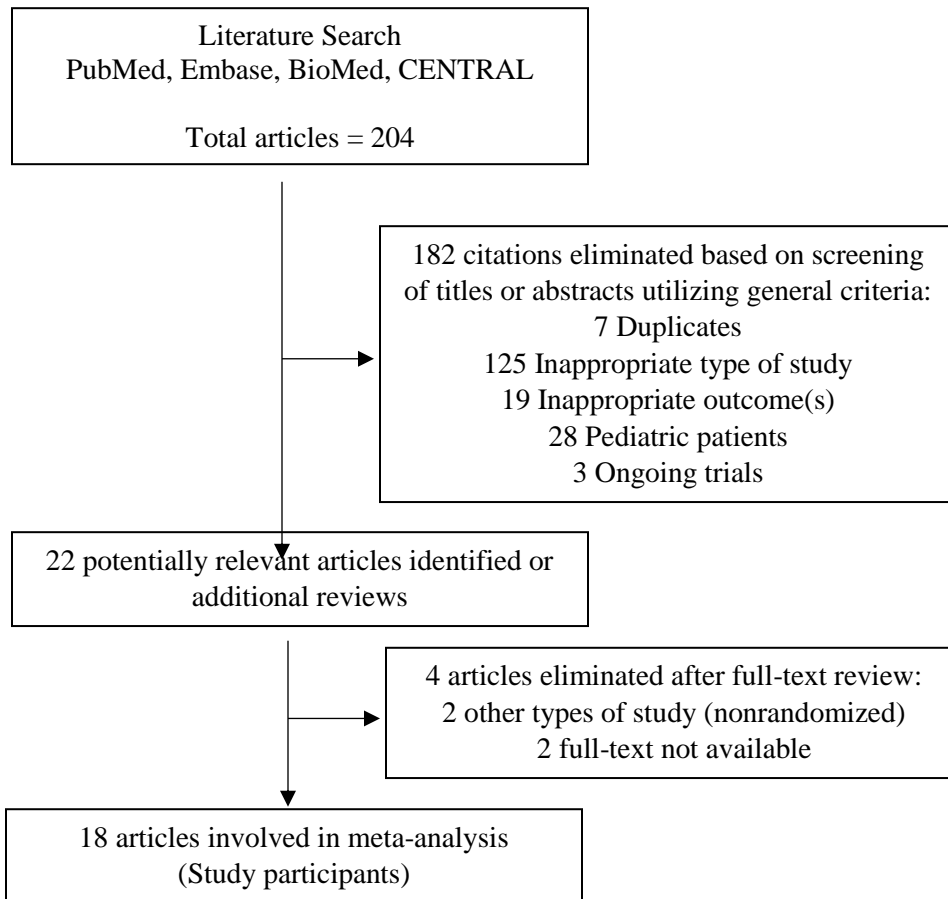 Literature Search
PubMed, Embase, BioMed, CENTRAL
Total articles = 204
182 citations eliminated based on screening
of titles or abstracts utilizing general criteria:
7 Duplicates
125 Inappropriate type of study
19 Inappropriate outcome(s)
28 Pediatric patients
3 Ongoing trials
22 potentially relevant articles identified or
additional reviews
4 articles eliminated after full-text review:
2 other types of study (nonrandomized)
2 full-text not available
18 articles involved in meta-analysis
(Study participants)